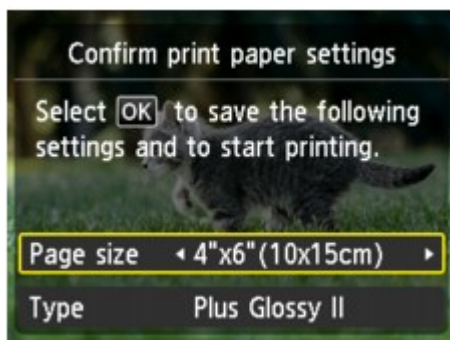 Confirm print paper settings
Select OK to save the following
settings and to start printing.
Page size 4"x6"(10x15cm)
Type Plus Glossy II